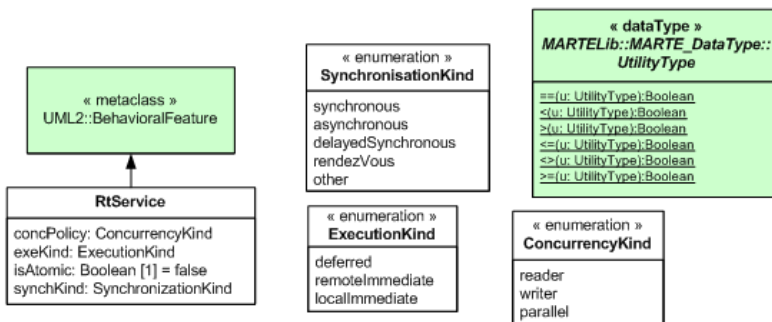 « metaclass »
UML2::BehavioralFeature
RtService
concPolicy: ConcurrencyKind
exeKind: ExecutionKind
isAtomic: Boolean [1] = false
synchKind: SynchronizationKind
« enumeration »
SynchronisationKind
synchronous
asynchronous
delayedSynchronous
rendezVous
other
« enumeration »
ExecutionKind
deferred
remoteImmediate
localImmediate
« dataType »
MARTELib::MARTE_DataType::
UtilityType
==(u: UtilityType):Boolean
<(u: UtilityType):Boolean
>(u: UtilityType):Boolean
<=(u: UtilityType):Boolean
<>(u: UtilityType):Boolean
>=(u: UtilityType):Boolean
« enumeration »
ConcurrencyKind
reader
writer
parallel